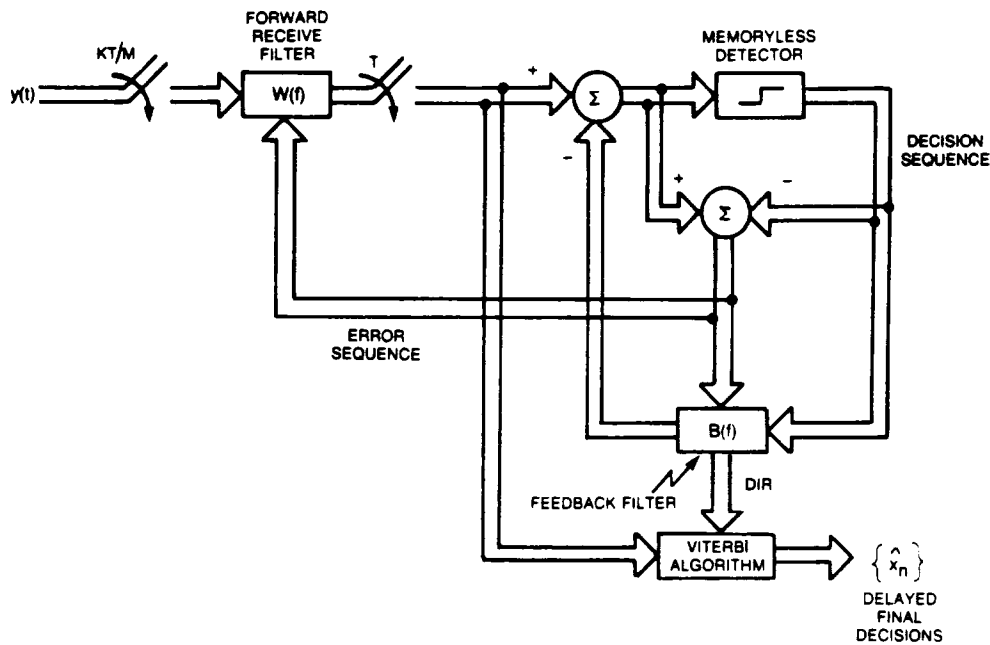 FORWARD
RECEIVE
FILTER
MEMORYLESS
DETECTOR
KT/M
T
y(t)
W(f)
+
Σ
−
DECISION
SEQUENCE
+
−
Σ
ERROR
SEQUENCE
B(f)
FEEDBACK FILTER
DIR
VITERBI
ALGORITHM
{x̂n}
DELAYED
FINAL
DECISIONS